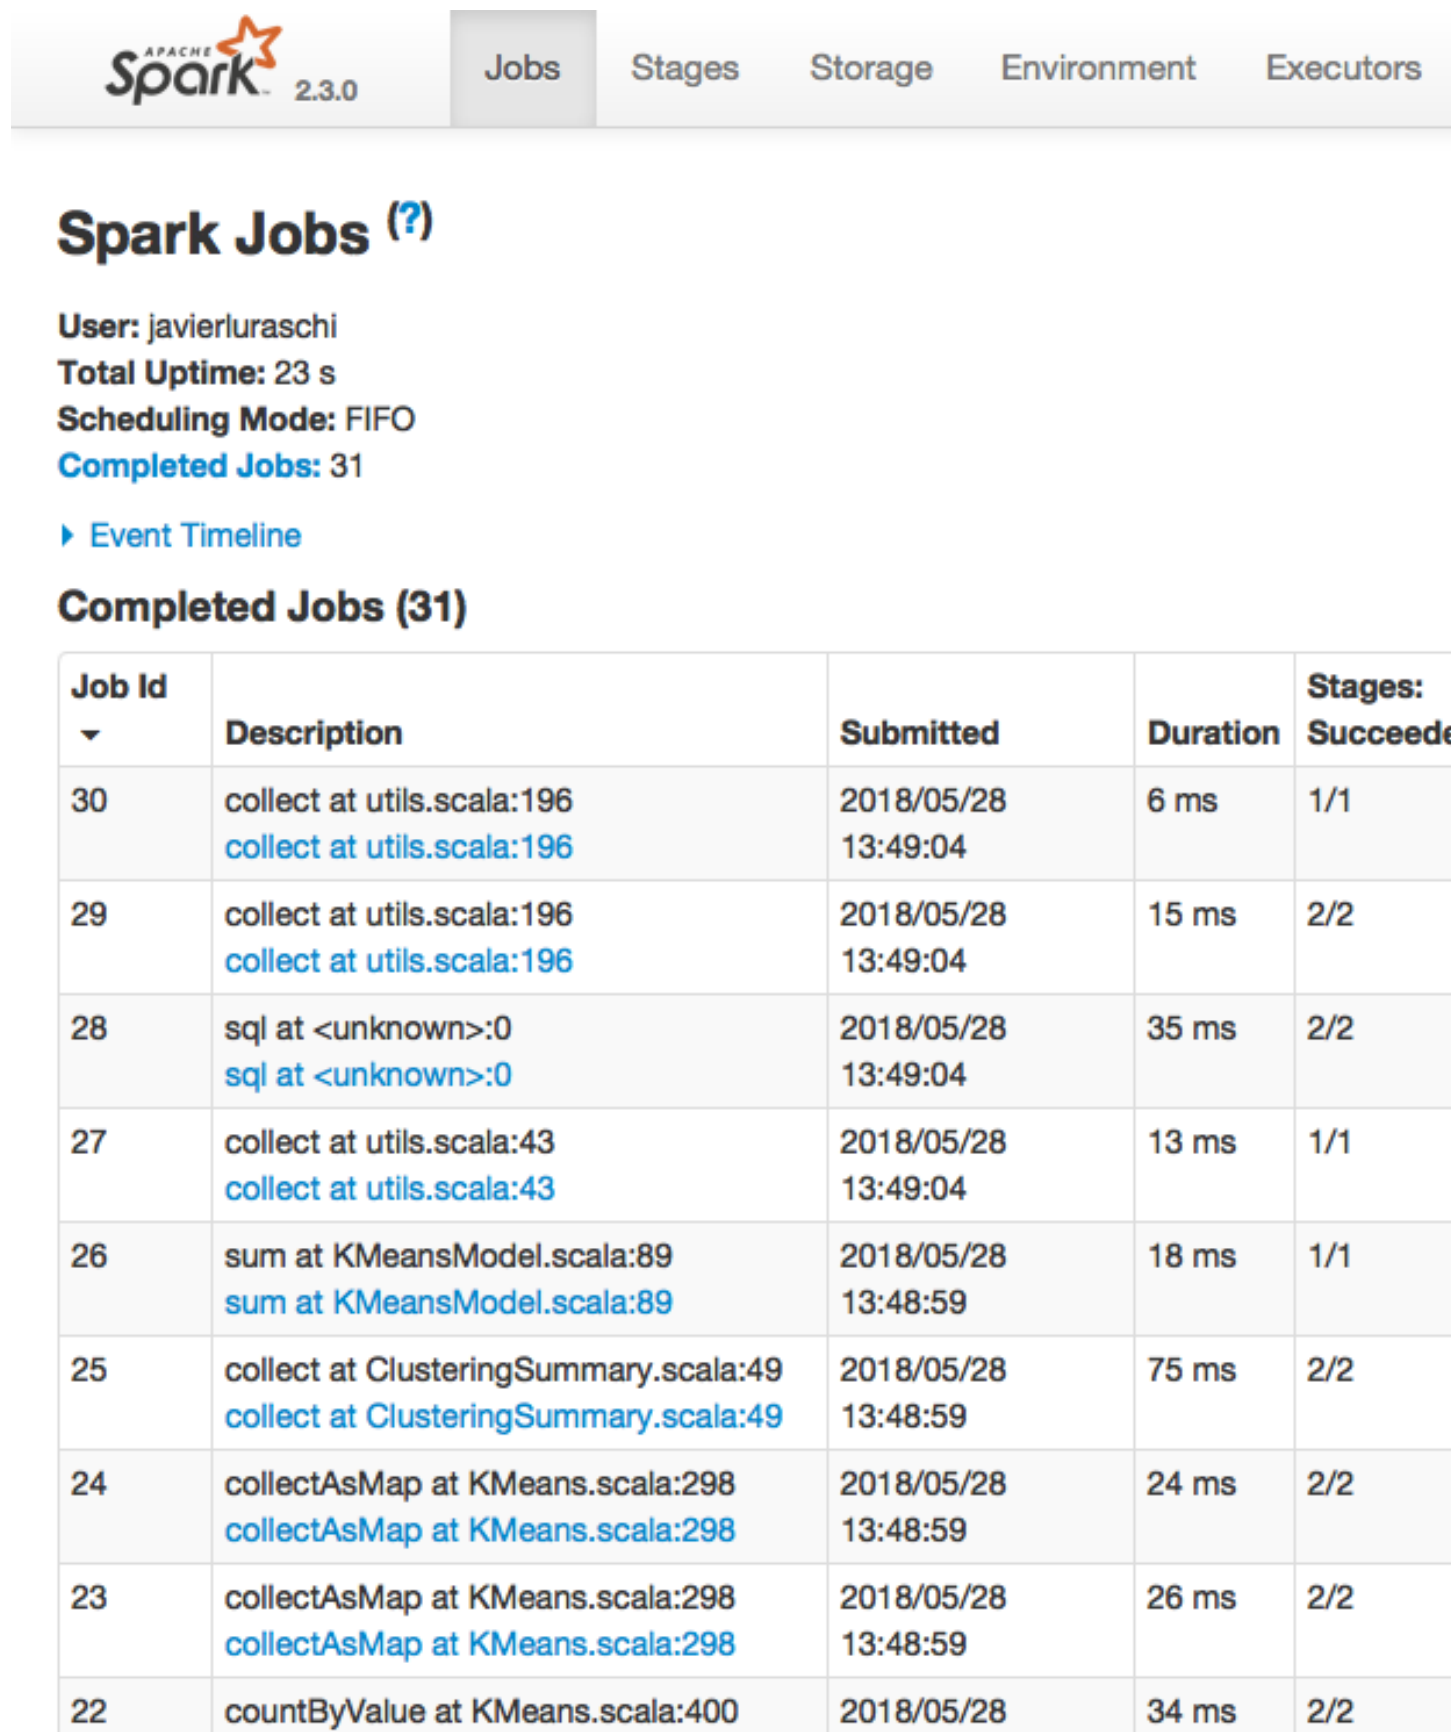 APACHE
Spark 2.3.0 Jobs Stages Storage Environment Executors
Spark Jobs (?)
User: javierluraschi
Total Uptime: 23 s
Scheduling Mode: FIFO
Completed Jobs: 31
Event Timeline
Completed Jobs (31)
Job Id Description Submitted Duration Stages: Succeede
30 collect at utils.scala:196 2018/05/28 6 ms 1/1
collect at utils.scala:196 13:49:04
29 collect at utils.scala:196 2018/05/28 15 ms 2/2
collect at utils.scala:196 13:49:04
28 sql at <unknown>:0 2018/05/28 35 ms 2/2
sql at <unknown>:0 13:49:04
27 collect at utils.scala:43 2018/05/28 13 ms 1/1
collect at utils.scala:43 13:49:04
26 sum at KMeansModel.scala:89 2018/05/28 18 ms 1/1
sum at KMeansModel.scala:89 13:48:59
25 collect at ClusteringSummary.scala:49 2018/05/28 75 ms 2/2
collect at ClusteringSummary.scala:49 13:48:59
24 collectAsMap at KMeans.scala:298 2018/05/28 24 ms 2/2
collectAsMap at KMeans.scala:298 13:48:59
23 collectAsMap at KMeans.scala:298 2018/05/28 26 ms 2/2
collectAsMap at KMeans.scala:298 13:48:59
22 countByValue at KMeans.scala:400 2018/05/28 34 ms 2/2